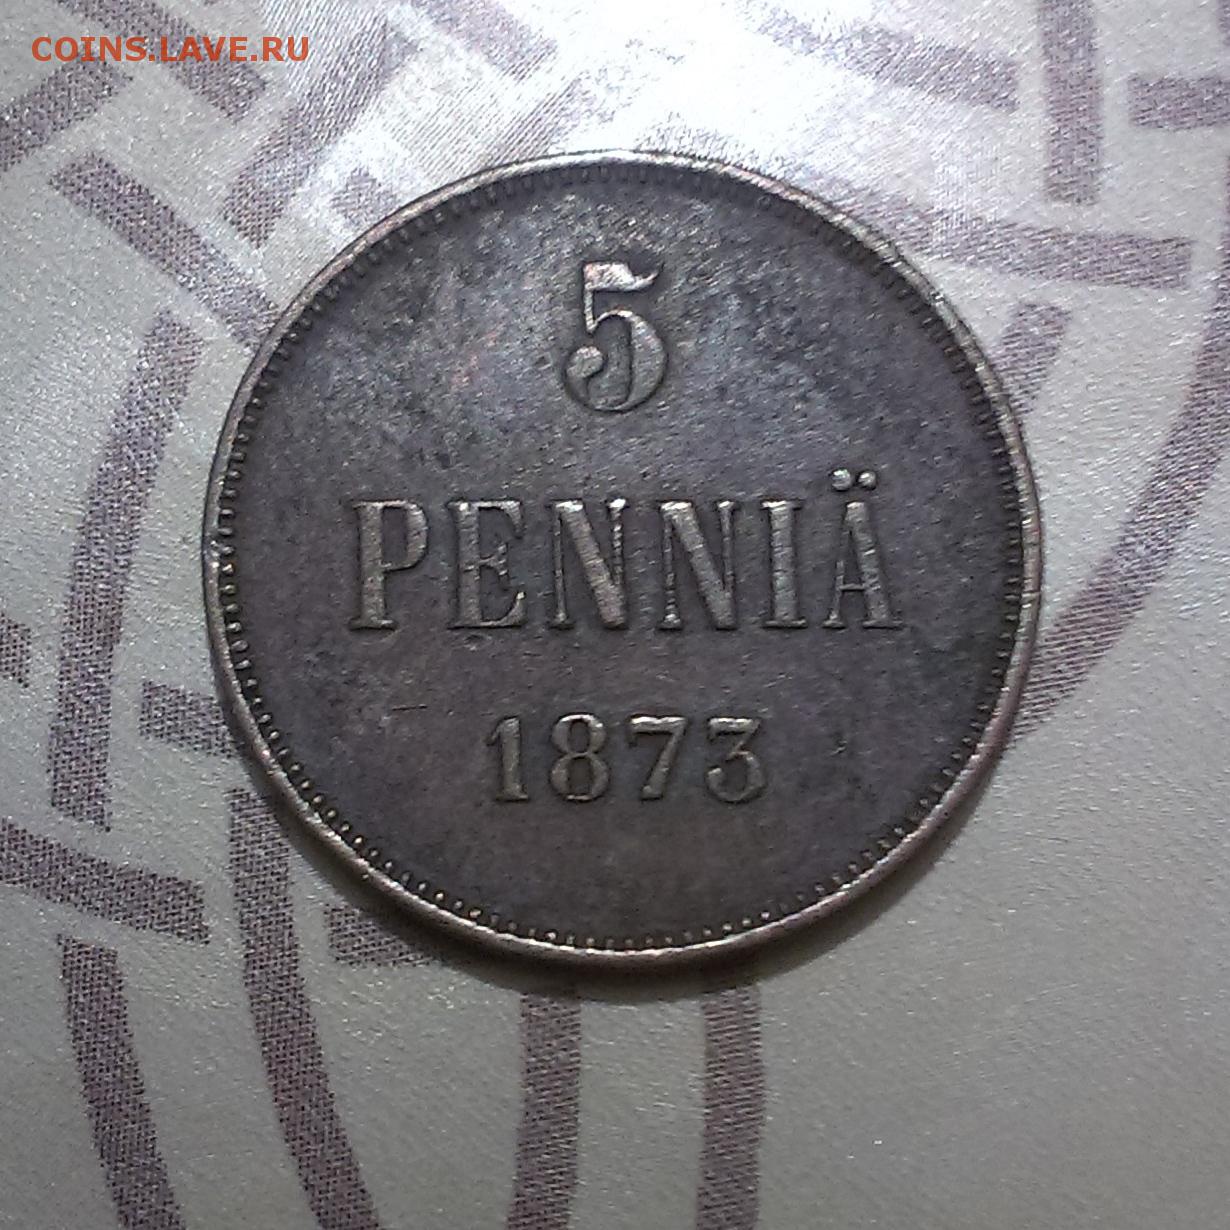 COINS.LAVE.RU
5
PENNIÄ
1873